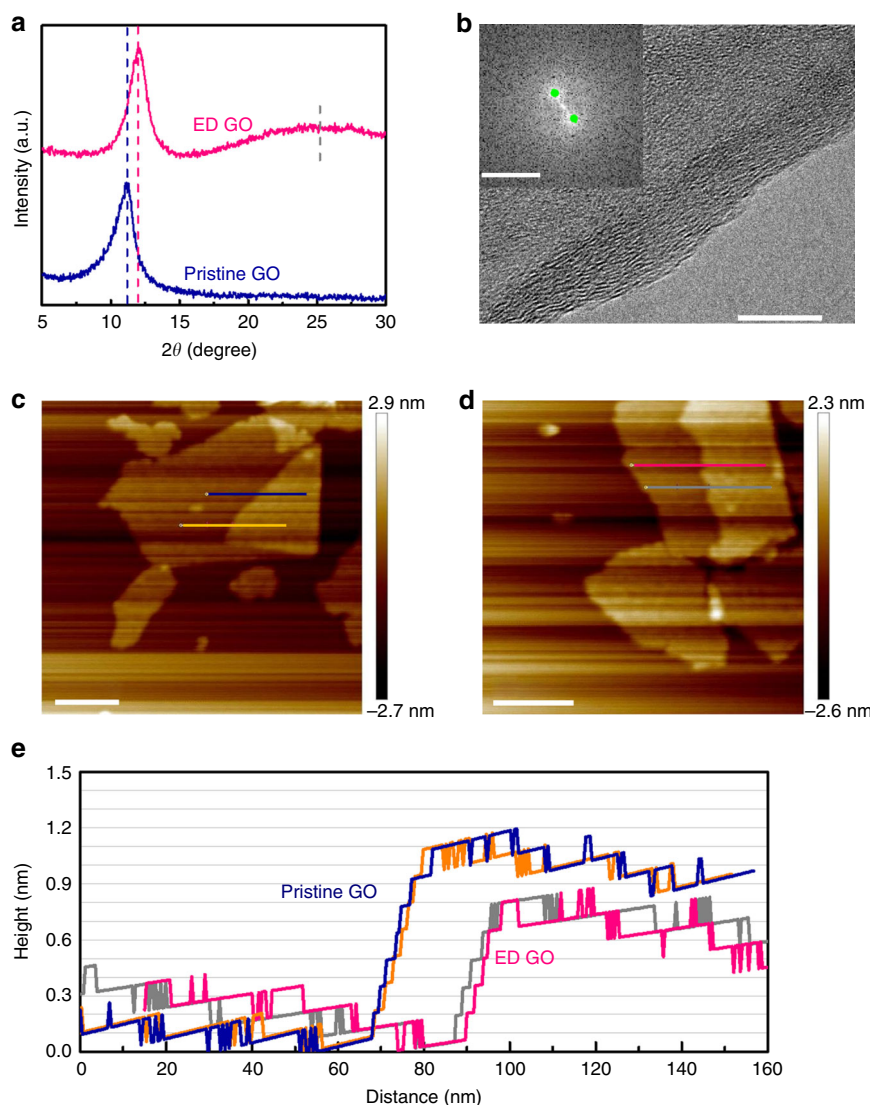 a
Intensity (a.u.)
ED GO
Pristine GO
5
10
15
20
25
30
2θ (degree)
b
c
2.9 nm
−2.7 nm
d
2.3 nm
−2.6 nm
e
Height (nm)
1.5
1.2
0.9
0.6
0.3
0.0
Pristine GO
ED GO
0
20
40
60
80
100
120
140
160
Distance (nm)